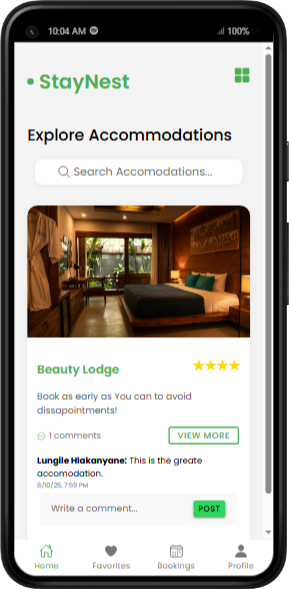 10:04 AM
100%
StayNest
Explore Accommodations
Search Accomodations...
Beauty Lodge
Book as early as You can to avoid
dissapointments!
1 comments
VIEW MORE
Lungile Hlakanyane: This is the greate
accomodation.
8/10/25, 7:59 PM
Write a comment...
POST
Home
Favorites
Bookings
Profile